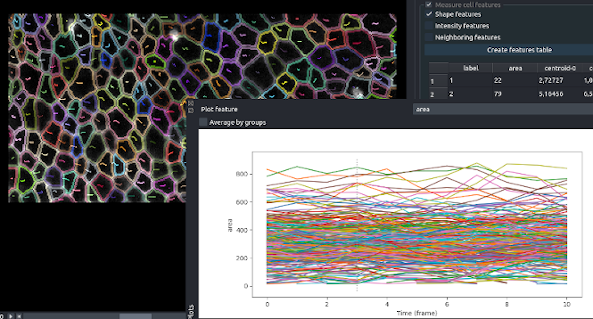 Measure cell features
Shape features
Intensity features
Neighboring features
Create features table
label area centroid-0
1 1 22 2,72727 1,0
2 2 79 5,16456 0,5
Plot feature area
Average by groups
800
600
400
200
0
area
0 2 4 6 8 10
Time (frame)
Plots